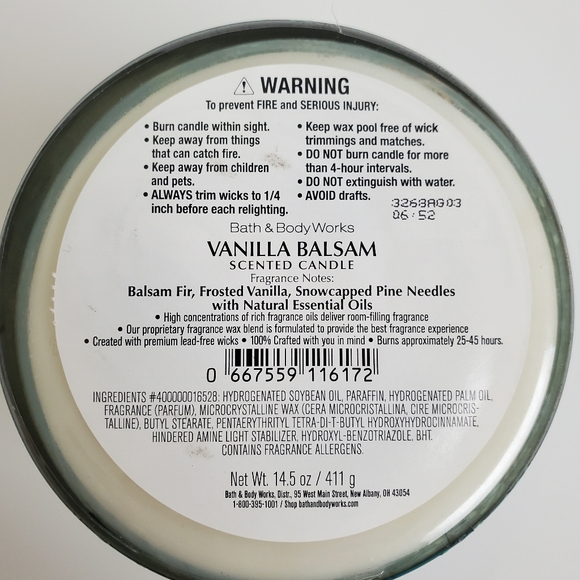 ⚠ WARNING
To prevent FIRE and SERIOUS INJURY:
• Burn candle within sight.
• Keep away from things
that can catch fire.
• Keep away from children
and pets.
• ALWAYS trim wicks to 1/4
inch before each relighting.
• Keep wax pool free of wick
trimmings and matches.
• DO NOT burn candle for more
than 4-hour intervals.
• DO NOT extinguish with water.
• AVOID drafts.
3263AG03
06:52
Bath & Body Works
VANILLA BALSAM
SCENTED CANDLE
Fragrance Notes:
Balsam Fir, Frosted Vanilla, Snowcapped Pine Needles
with Natural Essential Oils
• High concentrations of rich fragrance oils deliver room-filling fragrance
• Our proprietary fragrance wax blend is formulated to provide the best fragrance experience
• Created with premium lead-free wicks • 100% Crafted with you in mind • Burns approximately 25-45 hours.
0 667559 116172
INGREDIENTS #400000016528: HYDROGENATED SOYBEAN OIL, PARAFFIN, HYDROGENATED PALM OIL,
FRAGRANCE (PARFUM), MICROCRYSTALLINE WAX (CERA MICROCRISTALLINA, CIRE MICROCRIS-
TALLINE), BUTYL STEARATE, PENTAERYTHRITYL TETRA-DI-T-BUTYL HYDROXYHYDROCINNAMATE,
HINDERED AMINE LIGHT STABILIZER, HYDROXYL-BENZOTRIAZOLE, BHT.
CONTAINS FRAGRANCE ALLERGENS.
Net Wt. 14.5 oz / 411 g
Bath & Body Works, Distr., 95 West Main Street, New Albany, OH 43054
1-800-395-1001 / Shop bathandbodyworks.com